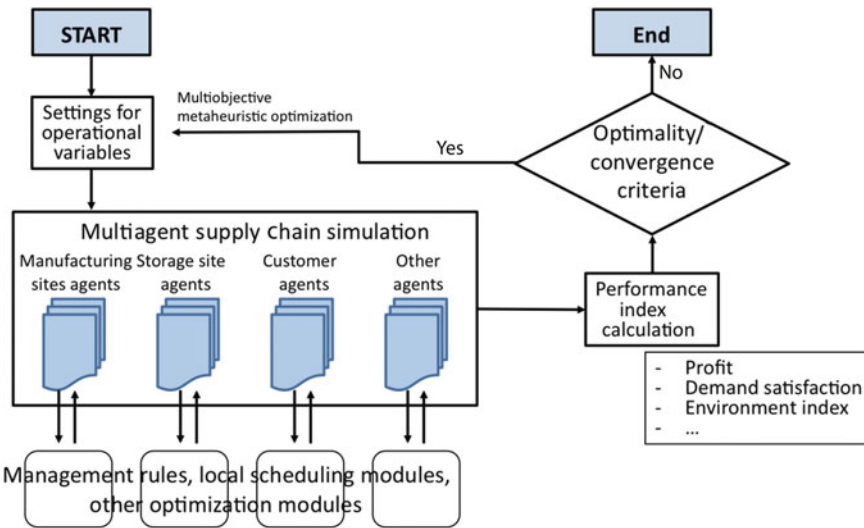 START
End
No
Multiobjective
metaheuristic optimization
Settings for
operational
variables
Yes
Optimality/
convergence
criteria
Multiagent supply chain simulation
Manufacturing
sites agents
Storage site
agents
Customer
agents
Other
agents
Performance
index
calculation
- Profit
- Demand satisfaction
- Environment index
- ...
Management rules, local scheduling modules,
other optimization modules